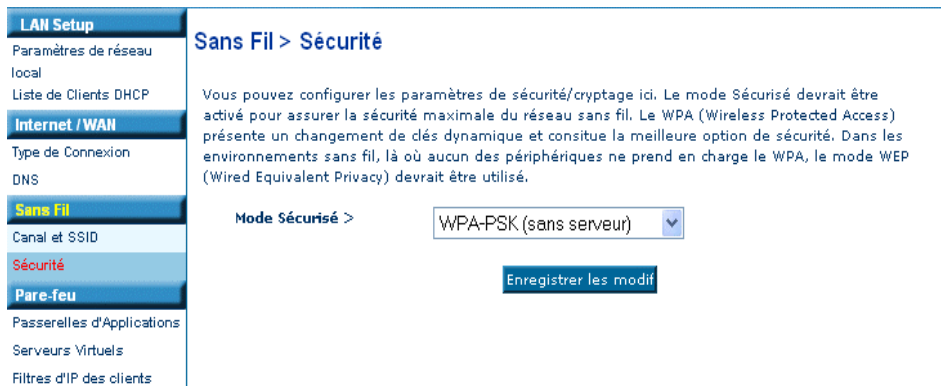 LAN Setup
Paramètres de réseau
local
Liste de Clients DHCP
Internet / WAN
Type de Connexion
DNS
Sans Fil
Canal et SSID
Sécurité
Pare-feu
Passerelles d'Applications
Serveurs Virtuels
Filtres d'IP des clients
Sans Fil > Sécurité
Vous pouvez configurer les paramètres de sécurité/cryptage ici. Le mode Sécurisé devrait être
activé pour assurer la sécurité maximale du réseau sans fil. Le WPA (Wireless Protected Access)
présente un changement de clés dynamique et consitue la meilleure option de sécurité. Dans les
environnements sans fil, là où aucun des périphériques ne prend en charge le WPA, le mode WEP
(Wired Equivalent Privacy) devrait être utilisé.
Mode Sécurisé >
WPA-PSK (sans serveur)
Enregistrer les modif